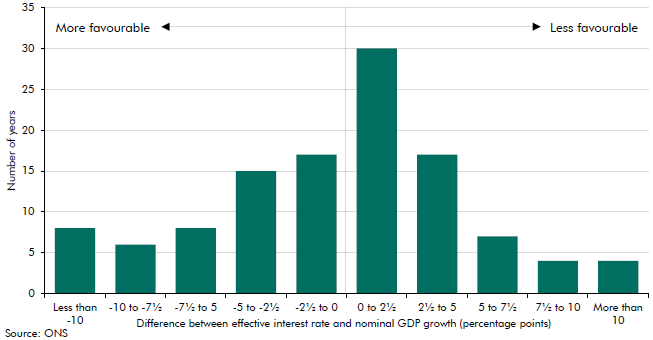 35
More favourable
Less favourable
30
25
20
15
10
5
0
Number of years
Less than -10 -10 to -7½ -7½ to 5 -5 to -2½ -2½ to 0 0 to 2½ 2½ to 5 5 to 7½ 7½ to 10 More than 10
Difference between effective interest rate and nominal GDP growth (percentage points)
Source: ONS